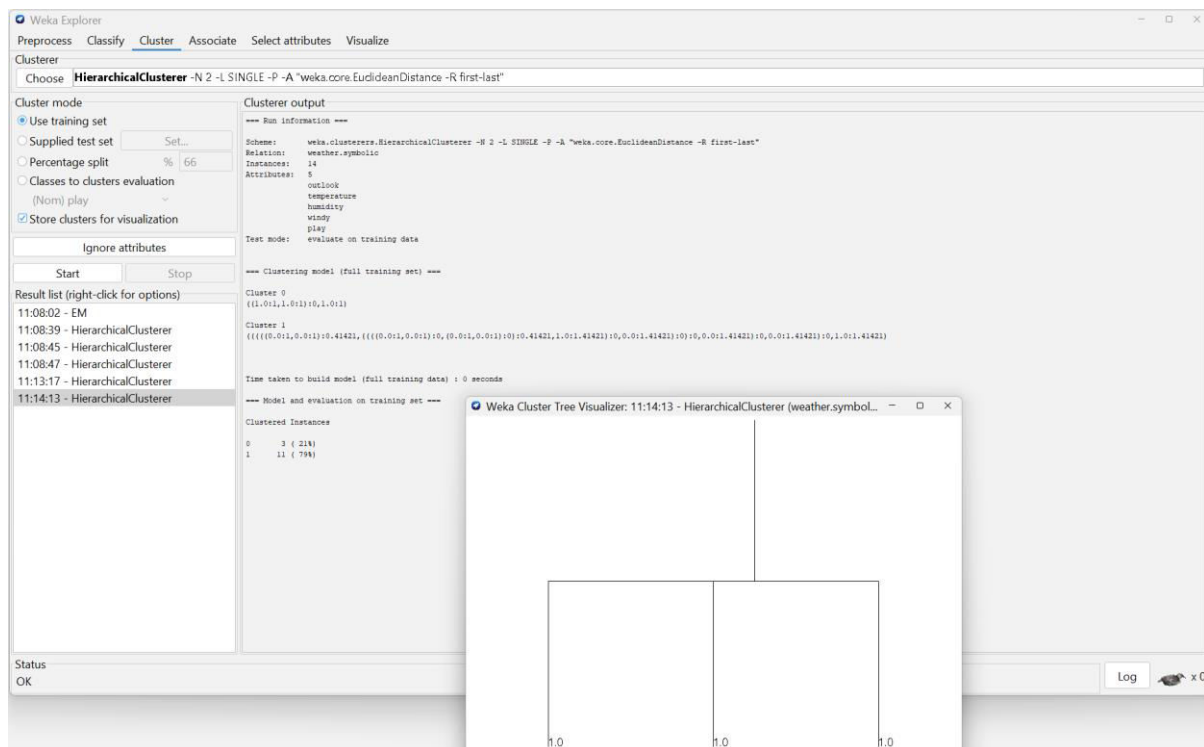 Weka Explorer
Preprocess Classify Cluster Associate Select attributes Visualize
Clusterer
Choose HierarchicalClusterer -N 2 -L SINGLE -P -A "weka.core.EuclideanDistance -R first-last"
Cluster mode
Use training set
Supplied test set Set...
Percentage split % 66
Classes to clusters evaluation
(Nom) play
Store clusters for visualization
Ignore attributes
Start Stop
Result list (right-click for options)
11:08:02 - EM
11:08:39 - HierarchicalClusterer
11:08:45 - HierarchicalClusterer
11:08:47 - HierarchicalClusterer
11:13:17 - HierarchicalClusterer
11:14:13 - HierarchicalClusterer
Clusterer output
=== Run information ===
Scheme: weka.clusterers.HierarchicalClusterer -N 2 -L SINGLE -P -A "weka.core.EuclideanDistance -R first-last"
Relation: weather.symbolic
Instances: 14
Attributes: 5
outlook
temperature
humidity
windy
play
Test mode: evaluate on training data
=== Clustering model (full training set) ===
Cluster 0
((1.0:1,1.0:1):0,1.0:1)
Cluster 1
(((((0.0:1,0.0:1):0.41421,((((0.0:1,0.0:1):0,(0.0:1,0.0:1):0):0.41421,1.0:1.41421):0,0.0:1.41421):0):0,0.0:1.41421):0,0.0:1.41421):0,1.0:1.41421)
Time taken to build model (full training data) : 0 seconds
=== Model and evaluation on training set ===
Clustered Instances
0 3 ( 21%)
1 11 ( 79%)
Weka Cluster Tree Visualizer: 11:14:13 - HierarchicalClusterer (weather.symbol...
1.0 1.0 1.0
Status
OK
Log x 0